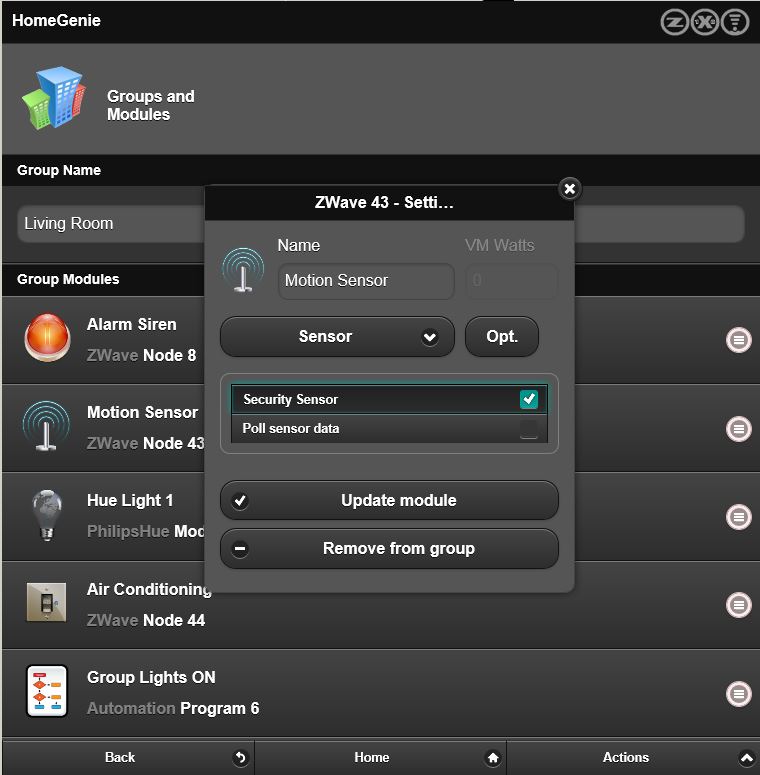 HomeGenie
Groups and
Modules
Group Name
Living Room
ZWave 43 - Setti...
Name
VM Watts
Motion Sensor
0
Sensor
Opt.
Security Sensor
Poll sensor data
Update module
Remove from group
Group Modules
Alarm Siren
ZWave Node 8
Motion Sensor
ZWave Node 43
Hue Light 1
PhilipsHue Mod
Air Conditioning
ZWave Node 44
Group Lights ON
Automation Program 6
Back
Home
Actions